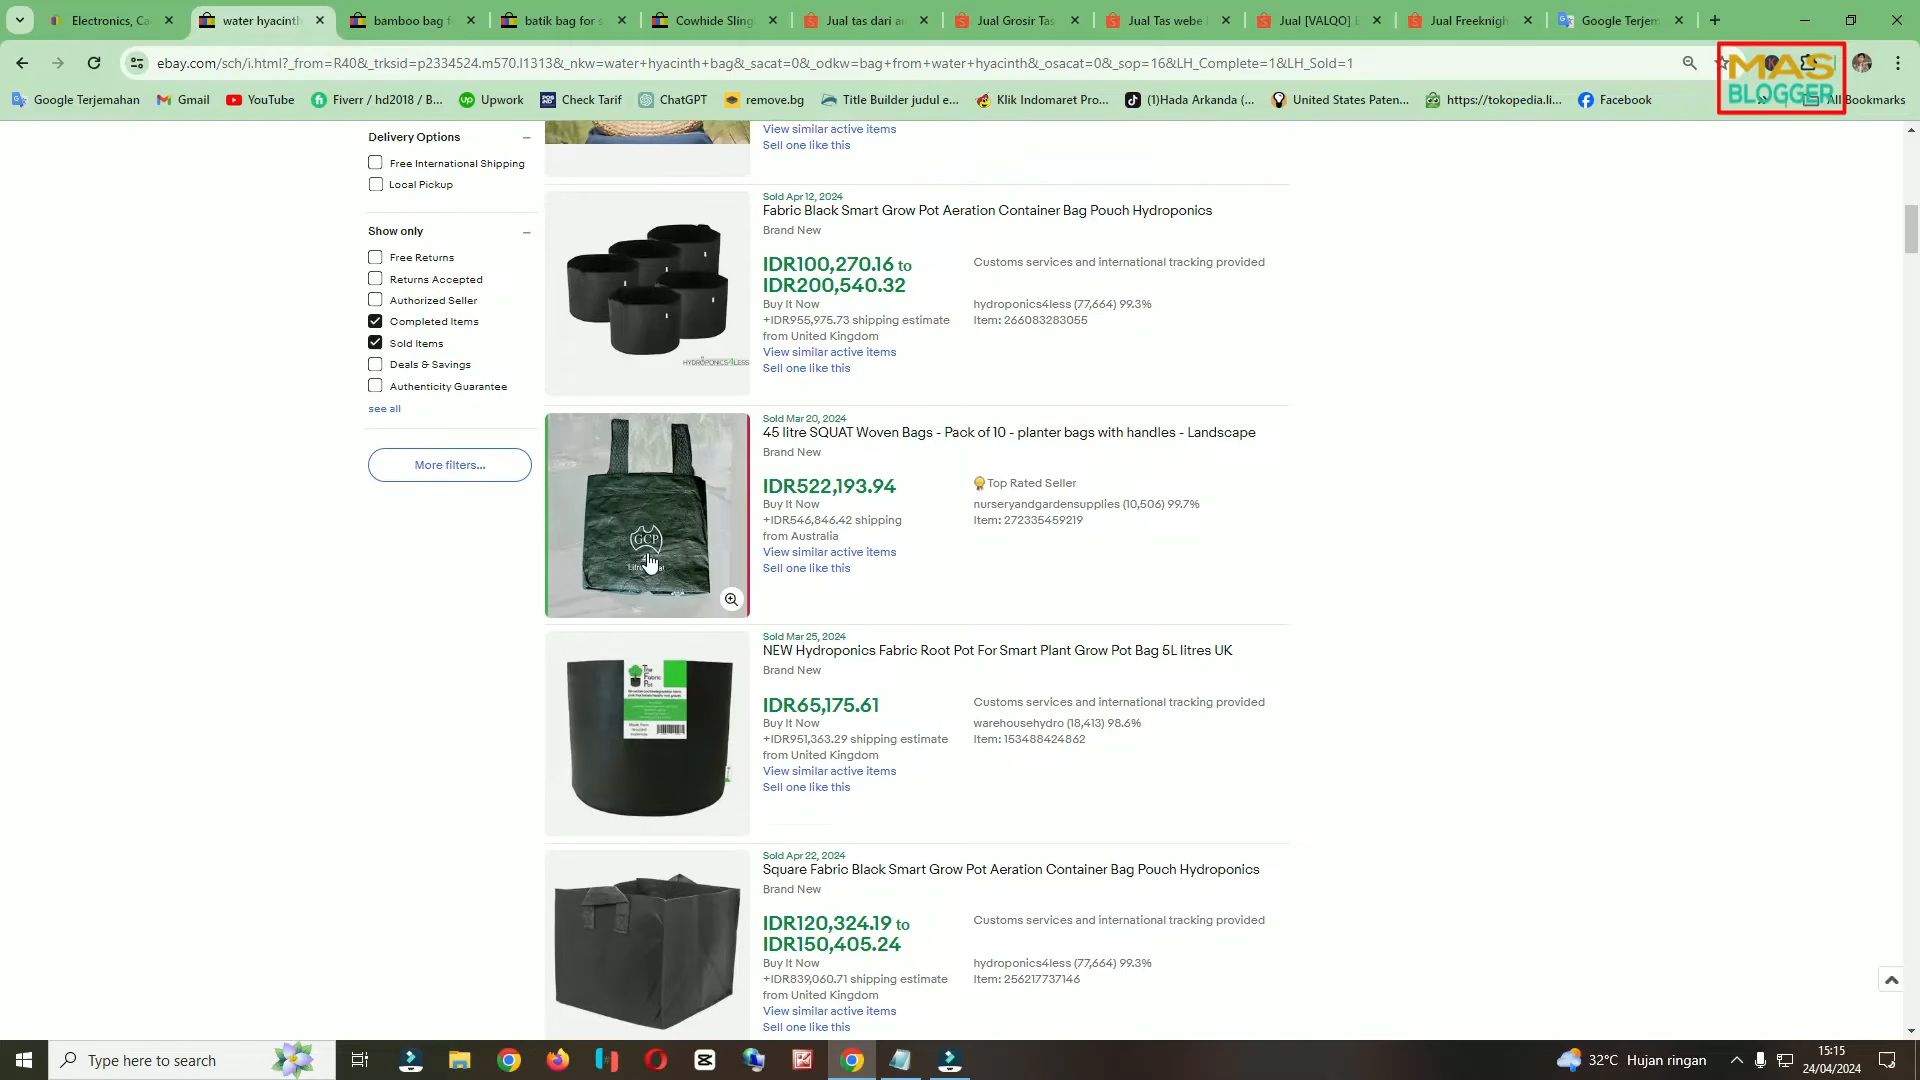 Electronics, Ca
water hyacinth
bamboo bag f
batik bag for s
Cowhide Sling
Jual tas dari a
Jual Grosir Tas
Jual Tas webe
Jual [VALQO] L
Jual Freeknigh
Google Terjem
ebay.com/sch/i.html?_from=R40&_trksid=p2334524.m570.l1313&_nkw=water+hyacinth+bag&_sacat=0&_odkw=bag+from+water+hyacinth&_osacat=0&_sop=16&LH_Complete=1&LH_Sold=1
MAS
BLOGGER
Google Terjemahan
Gmail
YouTube
Fiverr / hd2018 / B...
Upwork
Check Tarif
ChatGPT
remove.bg
Title Builder judul e...
Klik Indomaret Pro...
(1)Hada Arkanda (...
United States Paten...
https://tokopedia.li...
Facebook
All Bookmarks
Delivery Options
Free International Shipping
Local Pickup
Show only
Free Returns
Returns Accepted
Authorized Seller
Completed Items
Sold Items
Deals & Savings
Authenticity Guarantee
see all
More filters...
View similar active items
Sell one like this
Sold Apr 12, 2024
Fabric Black Smart Grow Pot Aeration Container Bag Pouch Hydroponics
Brand New
IDR100,270.16 to
IDR200,540.32
Customs services and international tracking provided
Buy It Now
hydroponics4less (77,664) 99.3%
+IDR955,975.73 shipping estimate
Item: 266083283055
from United Kingdom
View similar active items
Sell one like this
HYDROPONICS4LESS
Sold Mar 20, 2024
45 litre SQUAT Woven Bags - Pack of 10 - planter bags with handles - Landscape
Brand New
IDR522,193.94
Top Rated Seller
Buy It Now
nurseryandgardensupplies (10,506) 99.7%
+IDR546,846.42 shipping
Item: 272335459219
from Australia
View similar active items
Sell one like this
GCP
Sold Mar 25, 2024
NEW Hydroponics Fabric Root Pot For Smart Plant Grow Pot Bag 5L litres UK
Brand New
IDR65,175.61
Customs services and international tracking provided
Buy It Now
warehousehydro (18,413) 98.6%
+IDR951,363.29 shipping estimate
Item: 153488424862
from United Kingdom
View similar active items
Sell one like this
The
Fabric
Pot
Sold Apr 22, 2024
Square Fabric Black Smart Grow Pot Aeration Container Bag Pouch Hydroponics
Brand New
IDR120,324.19 to
IDR150,405.24
Customs services and international tracking provided
Buy It Now
hydroponics4less (77,664) 99.3%
+IDR839,060.71 shipping estimate
Item: 256217737146
from United Kingdom
View similar active items
Sell one like this
Type here to search
32°C Hujan ringan
15:15
24/04/2024